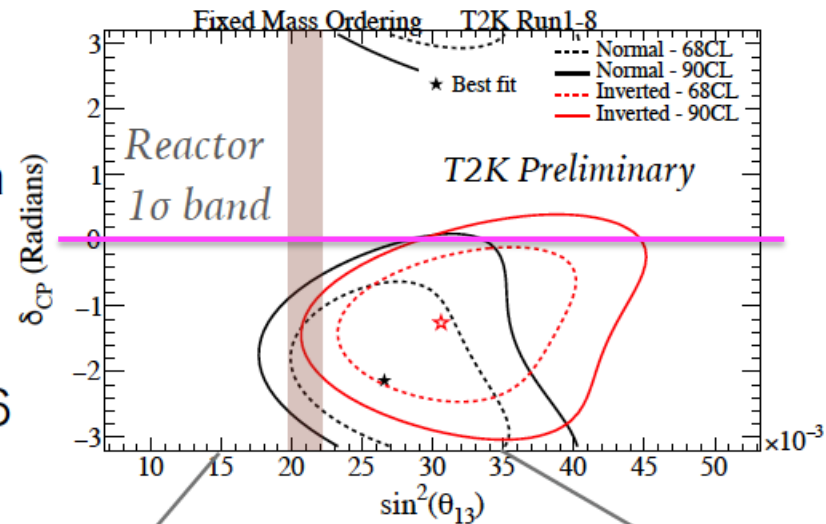 Fixed Mass Ordering T2K Run1-8
Normal - 68CL
Normal - 90CL
Inverted - 68CL
Inverted - 90CL
Best fit
Reactor
1σ band
T2K Preliminary
δCP (Radians)
3
2
1
0
−1
−2
−3
10 15 20 25 30 35 40 45 50
×10⁻³
sin²(θ₁₃)